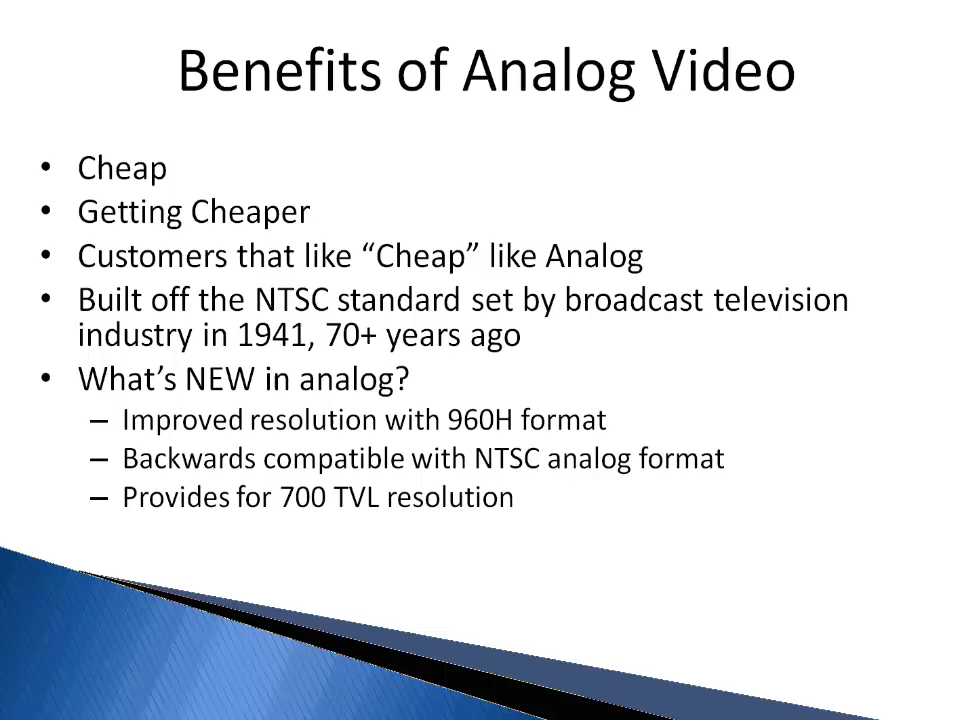 Benefits of Analog Video
• Cheap
• Getting Cheaper
• Customers that like “Cheap” like Analog
• Built off the NTSC standard set by broadcast television
industry in 1941, 70+ years ago
• What’s NEW in analog?
– Improved resolution with 960H format
– Backwards compatible with NTSC analog format
– Provides for 700 TVL resolution